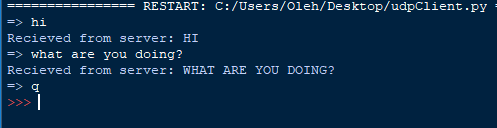 ================ RESTART: C:/Users/Oleh/Desktop/udpClient.py =
=> hi
Recieved from server: HI
=> what are you doing?
Recieved from server: WHAT ARE YOU DOING?
=> q
>>>